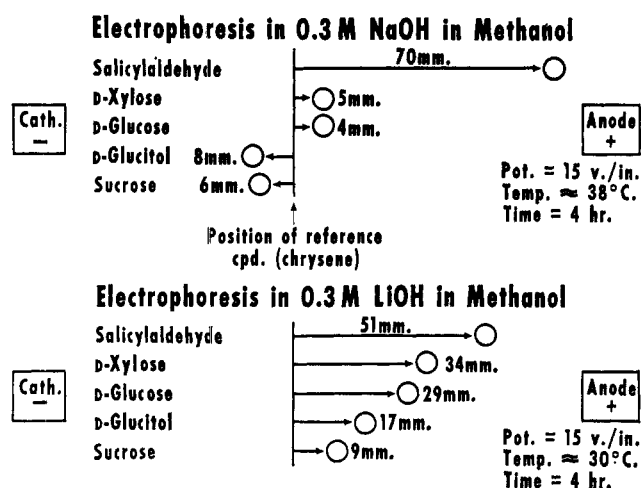 Electrophoresis in 0.3 M NaOH in Methanol
Salicylaldehyde 70mm.
D-Xylose 5mm.
D-Glucose 4mm.
D-Glucitol 8mm.
Sucrose 6mm.
Cath.
−
Anode
+
Pot. = 15 v./in.
Temp. ≈ 38°C.
Time = 4 hr.
Position of reference
cpd. (chrysene)
Electrophoresis in 0.3 M LiOH in Methanol
Salicylaldehyde 51mm.
D-Xylose 34mm.
D-Glucose 29mm.
D-Glucitol 17mm.
Sucrose 9mm.
Cath.
−
Anode
+
Pot. = 15 v./in.
Temp. ≈ 30°C.
Time = 4 hr.